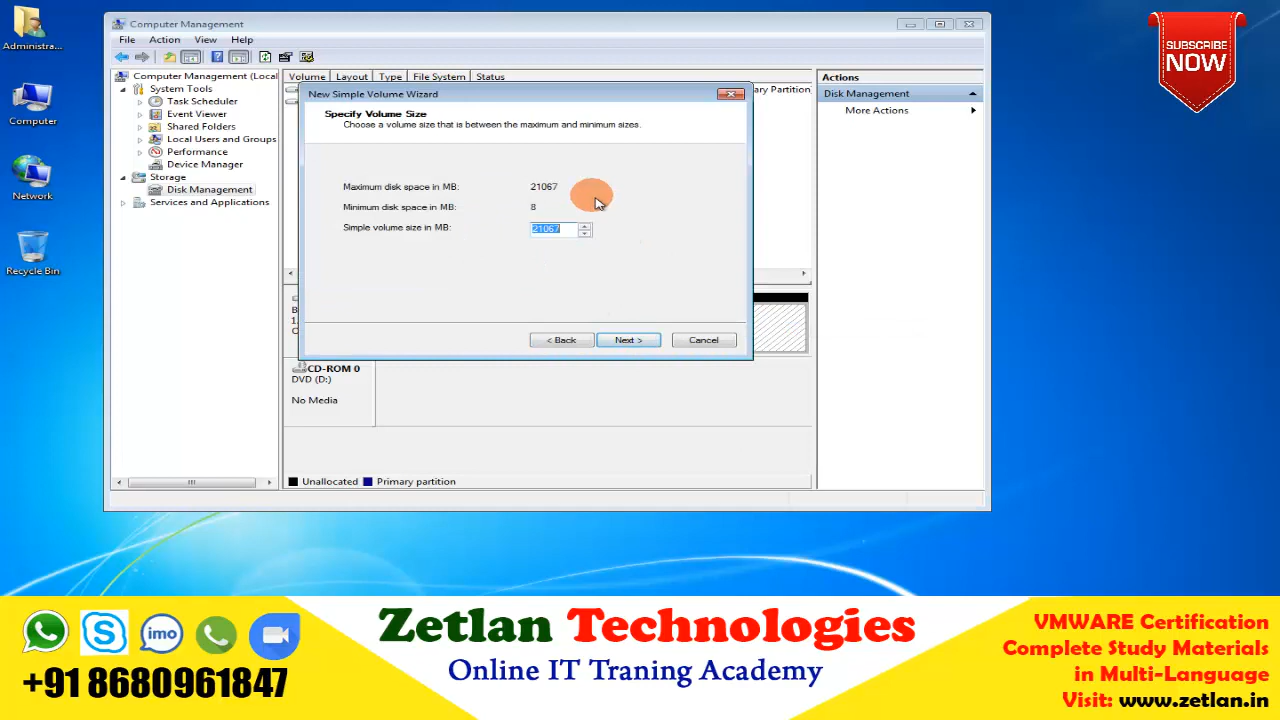 Administra...
Computer
Network
Recycle Bin
Computer Management
File Action View Help
Computer Management (Local
System Tools
Task Scheduler
Event Viewer
Shared Folders
Local Users and Groups
Performance
Device Manager
Storage
Disk Management
Services and Applications
Volume Layout Type File System Status
ary Partition)
New Simple Volume Wizard
Specify Volume Size
Choose a volume size that is between the maximum and minimum sizes.
Maximum disk space in MB: 21067
Minimum disk space in MB: 8
Simple volume size in MB: 21067
< Back Next > Cancel
CD-ROM 0
DVD (D:)
No Media
Unallocated Primary partition
Actions
Disk Management
More Actions
SUBSCRIBE
NOW
imo
+91 8680961847
Zetlan Technologies
Online IT Traning Academy
VMWARE Certification
Complete Study Materials
in Multi-Language
Visit: www.zetlan.in